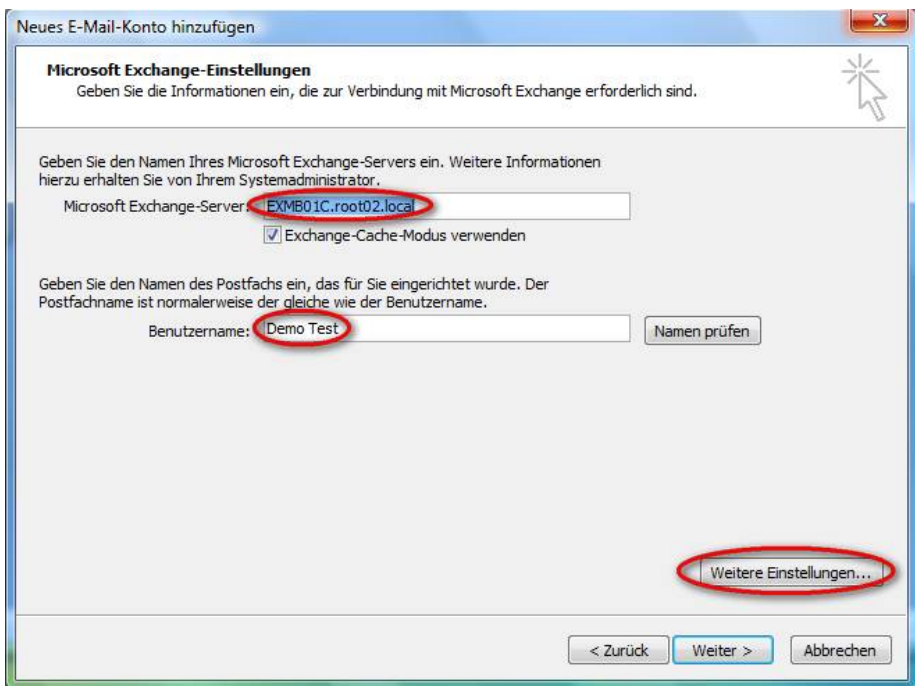 Neues E-Mail-Konto hinzufügen
Microsoft Exchange-Einstellungen
Geben Sie die Informationen ein, die zur Verbindung mit Microsoft Exchange erforderlich sind.
Geben Sie den Namen Ihres Microsoft Exchange-Servers ein. Weitere Informationen
hierzu erhalten Sie von Ihrem Systemadministrator.
Microsoft Exchange-Server: EXMB01C.root02.local
Exchange-Cache-Modus verwenden
Geben Sie den Namen des Postfachs ein, das für Sie eingerichtet wurde. Der
Postfachname ist normalerweise der gleiche wie der Benutzername.
Benutzername: Demo Test Namen prüfen
Weitere Einstellungen...
< Zurück Weiter > Abbrechen